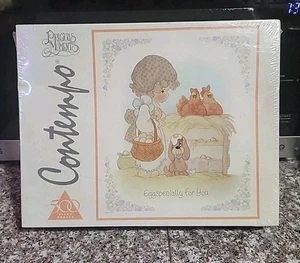 PRECIOUS
MOMENTS
Contempo
500
Eggspecially for You